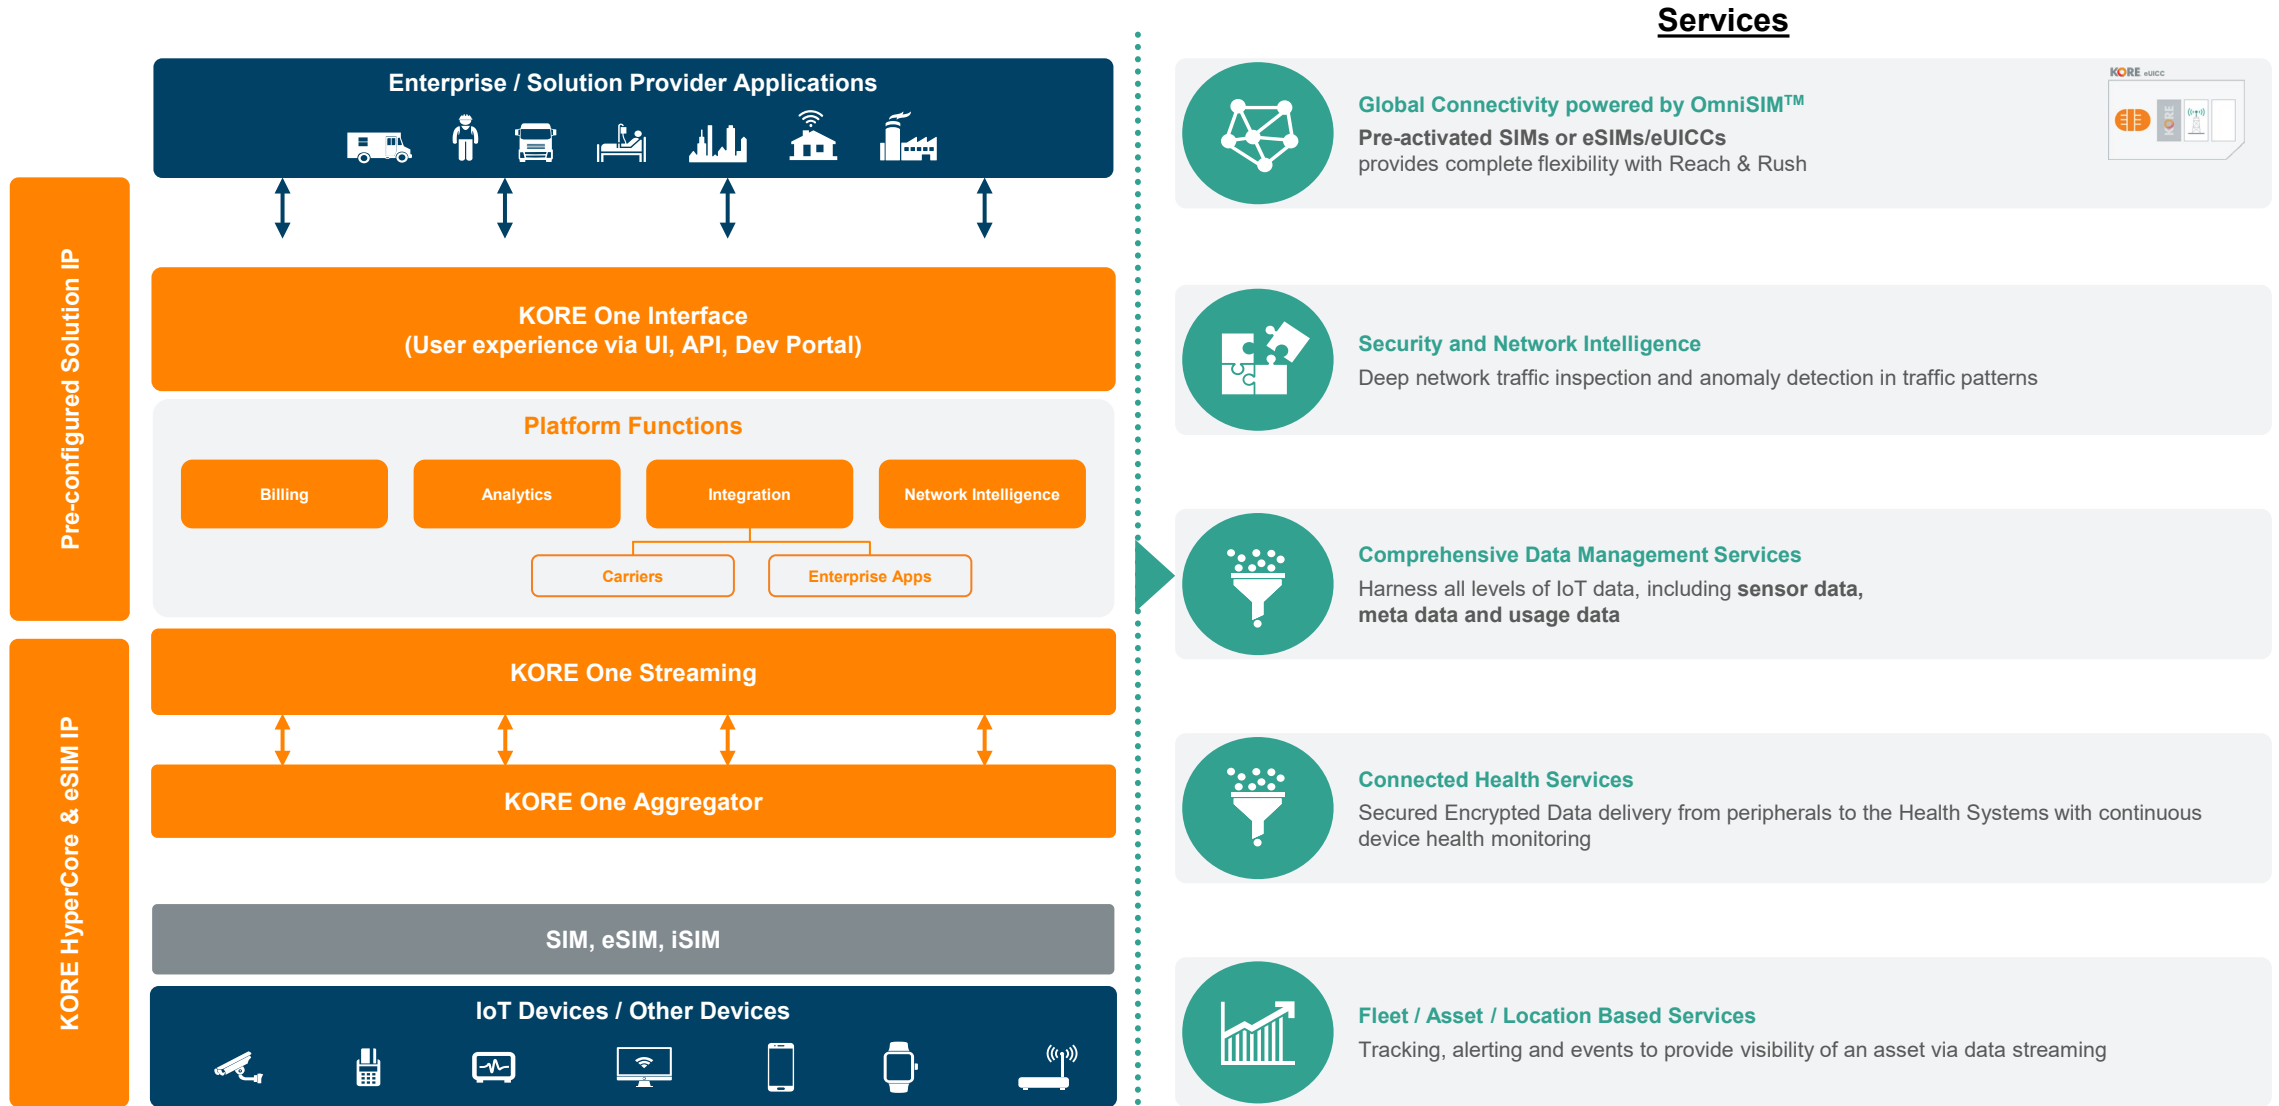 Services
Enterprise / Solution Provider Applications
Pre-configured Solution IP
KORE One Interface
(User experience via UI, API, Dev Portal)
Platform Functions
Billing
Analytics
Integration
Network Intelligence
Carriers
Enterprise Apps
KORE HyperCore & eSIM IP
KORE One Streaming
KORE One Aggregator
SIM, eSIM, iSIM
IoT Devices / Other Devices
Global Connectivity powered by OmniSIM™
Pre-activated SIMs or eSIMs/eUICCs
provides complete flexibility with Reach & Rush
KORE eUICC
KORE
Security and Network Intelligence
Deep network traffic inspection and anomaly detection in traffic patterns
Comprehensive Data Management Services
Harness all levels of IoT data, including sensor data,
meta data and usage data
Connected Health Services
Secured Encrypted Data delivery from peripherals to the Health Systems with continuous
device health monitoring
Fleet / Asset / Location Based Services
Tracking, alerting and events to provide visibility of an asset via data streaming